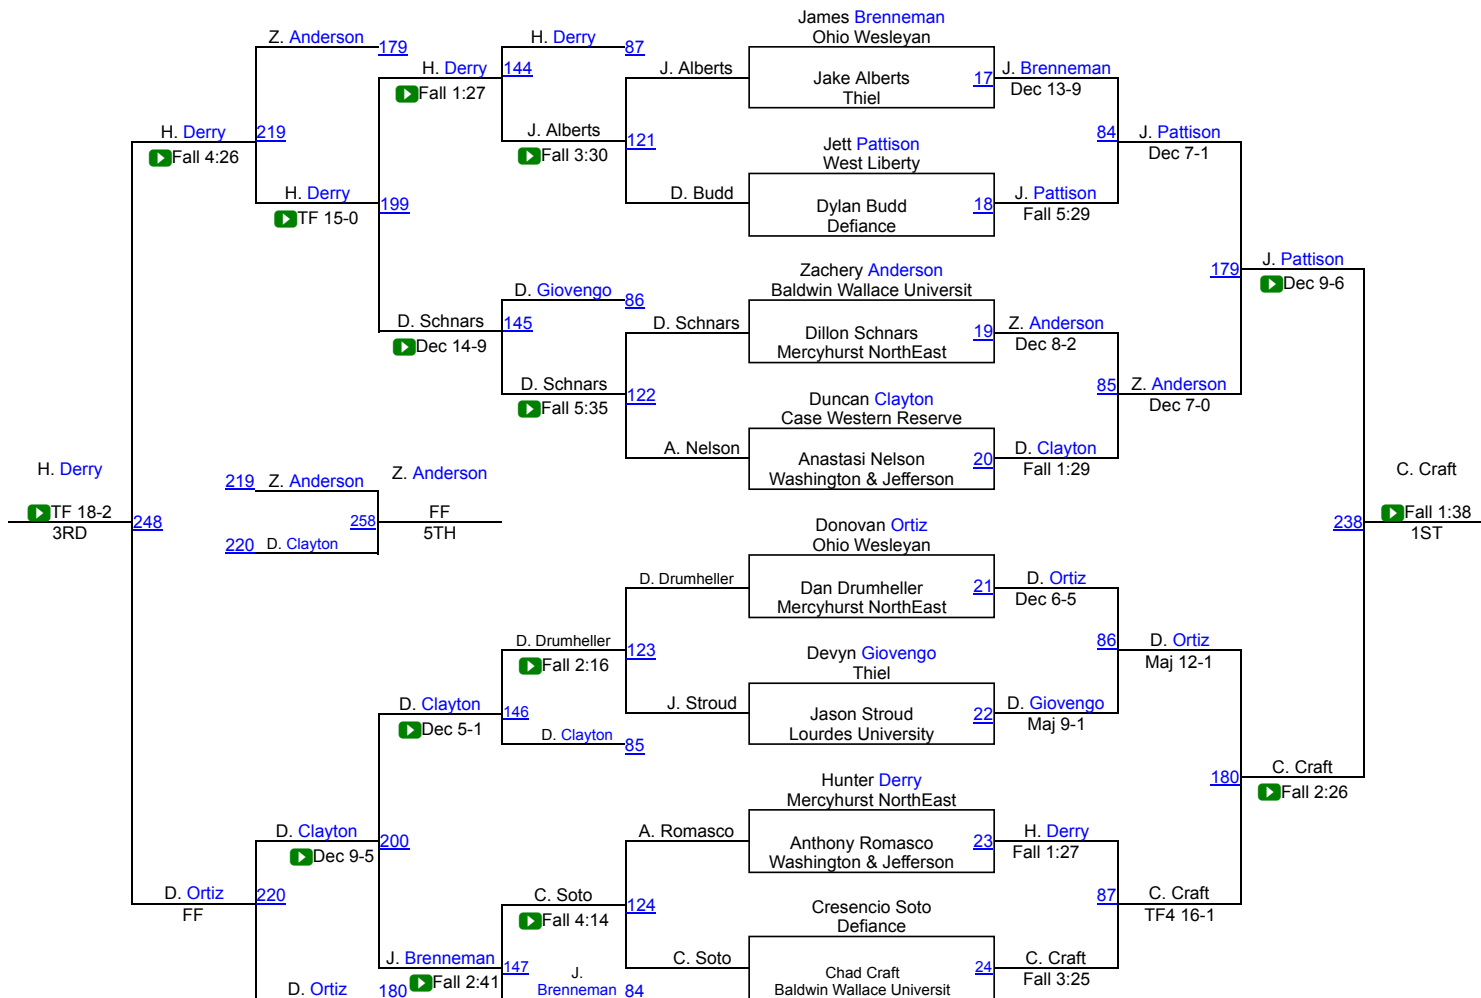 James Brenneman
Ohio Wesleyan
Z. Anderson
179
H. Derry
87
H. Derry
144
Fall 1:27
J. Alberts
Jake Alberts
Thiel
17
J. Brenneman
Dec 13-9
H. Derry
219
Fall 4:26
J. Alberts
121
Fall 3:30
84
J. Pattison
Dec 7-1
Jett Pattison
West Liberty
H. Derry
199
TF 15-0
D. Budd
Dylan Budd
Defiance
18
J. Pattison
Fall 5:29
Zachery Anderson
Baldwin Wallace Universit
179
J. Pattison
Dec 9-6
D. Giovengo
86
D. Schnars
145
Dec 14-9
D. Schnars
Dillon Schnars
Mercyhurst NorthEast
19
Z. Anderson
Dec 8-2
D. Schnars
122
Fall 5:35
85
Z. Anderson
Dec 7-0
Duncan Clayton
Case Western Reserve
A. Nelson
Anastasi Nelson
Washington & Jefferson
20
D. Clayton
Fall 1:29
H. Derry
TF 18-2
3RD
248
219
Z. Anderson
Z. Anderson
258
FF
5TH
220
D. Clayton
C. Craft
238
Fall 1:38
1ST
Donovan Ortiz
Ohio Wesleyan
D. Drumheller
Dan Drumheller
Mercyhurst NorthEast
21
D. Ortiz
Dec 6-5
D. Drumheller
123
Fall 2:16
86
D. Ortiz
Maj 12-1
Devyn Giovengo
Thiel
D. Clayton
146
Dec 5-1
J. Stroud
Jason Stroud
Lourdes University
22
D. Giovengo
Maj 9-1
D. Clayton
85
180
C. Craft
Fall 2:26
Hunter Derry
Mercyhurst NorthEast
D. Clayton
200
Dec 9-5
A. Romasco
Anthony Romasco
Washington & Jefferson
23
H. Derry
Fall 1:27
D. Ortiz
220
FF
C. Soto
124
Fall 4:14
87
C. Craft
TF4 16-1
Cresencio Soto
Defiance
J. Brenneman
147
Fall 2:41
C. Soto
Chad Craft
Baldwin Wallace Universit
24
C. Craft
Fall 3:25
D. Ortiz
180
J.
Brenneman
84